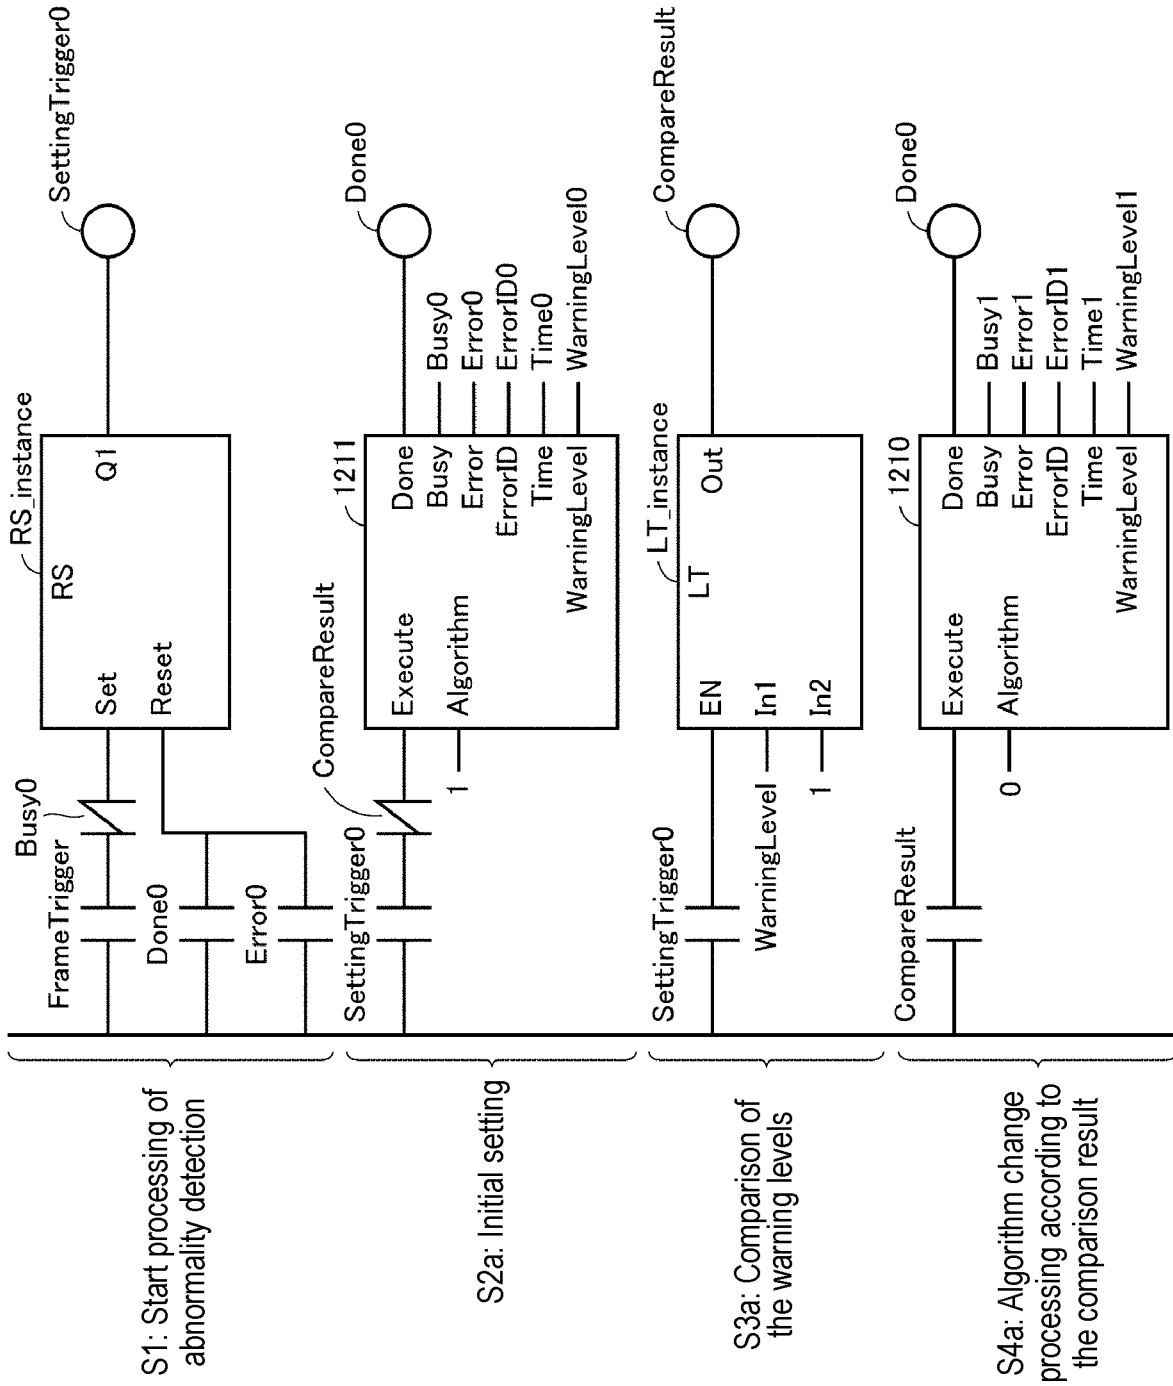 S1: Start processing of
abnormality detection
FrameTrigger
Busy0
Done0
Error0
RS_instance
RS
Set
Reset
Q1
SettingTrigger0
S2a: Initial setting
SettingTrigger0
CompareResult
1
1211
Execute
Algorithm
Done
Busy
Error
ErrorID
Time
WarningLevel
Done0
Busy0
Error0
ErrorID0
Time0
WarningLevel0
S3a: Comparison of
the warning levels
SettingTrigger0
WarningLevel
1
LT_instance
LT
EN
In1
In2
Out
CompareResult
S4a: Algorithm change
processing according to
the comparison result
CompareResult
0
1210
Execute
Algorithm
Done
Busy
Error
ErrorID
Time
WarningLevel
Done0
Busy1
Error1
ErrorID1
Time1
WarningLevel1